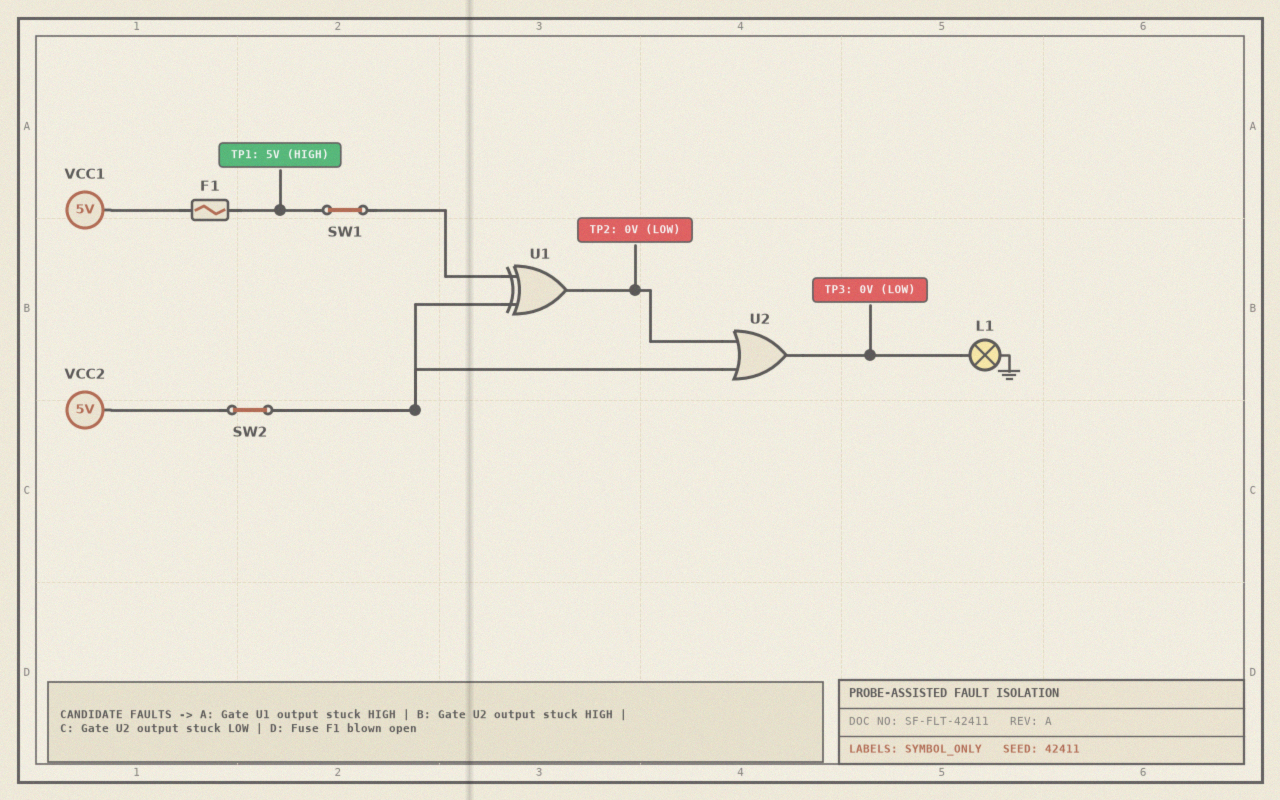 1 2 3 4 5 6
A A
TP1: 5V (HIGH)
VCC1
F1
5V
SW1
TP2: 0V (LOW)
U1
TP3: 0V (LOW)
B B
U2
L1
VCC2
5V
SW2
C C
D D
CANDIDATE FAULTS -> A: Gate U1 output stuck HIGH | B: Gate U2 output stuck HIGH |
C: Gate U2 output stuck LOW | D: Fuse F1 blown open
PROBE-ASSISTED FAULT ISOLATION
DOC NO: SF-FLT-42411 REV: A
LABELS: SYMBOL_ONLY SEED: 42411
1 2 3 4 5 6